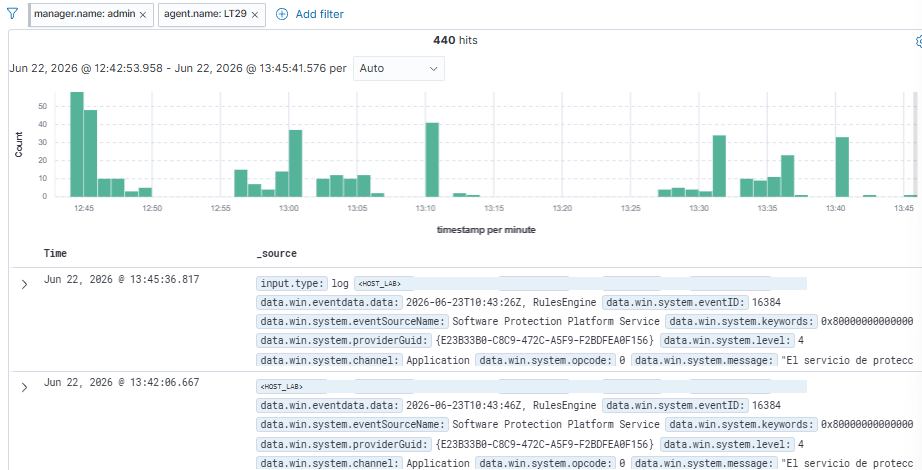 manager.name: admin × agent.name: LT29 × Add filter
440 hits
Jun 22, 2026 @ 12:42:53.958 - Jun 22, 2026 @ 13:45:41.576 per Auto
Count
50
40
30
20
10
0
12:45 12:50 12:55 13:00 13:05 13:10 13:15 13:20 13:25 13:30 13:35 13:40 13:45
timestamp per minute
Time _source
Jun 22, 2026 @ 13:45:36.817 input.type: log <HOST_LAB>
data.win.eventdata.data: 2026-06-23T10:43:26Z, RulesEngine data.win.system.eventID: 16384
data.win.system.eventSourceName: Software Protection Platform Service data.win.system.keywords: 0x80000000000000
data.win.system.providerGuid: {E23B33B0-C8C9-472C-A5F9-F2BDFEA0F156} data.win.system.level: 4
data.win.system.channel: Application data.win.system.opcode: 0 data.win.system.message: "El servicio de protecc
Jun 22, 2026 @ 13:42:06.667 <HOST_LAB>
data.win.eventdata.data: 2026-06-23T10:43:46Z, RulesEngine data.win.system.eventID: 16384
data.win.system.eventSourceName: Software Protection Platform Service data.win.system.keywords: 0x80000000000000
data.win.system.providerGuid: {E23B33B0-C8C9-472C-A5F9-F2BDFEA0F156} data.win.system.level: 4
data.win.system.channel: Application data.win.system.opcode: 0 data.win.system.message: "El servicio de protecc